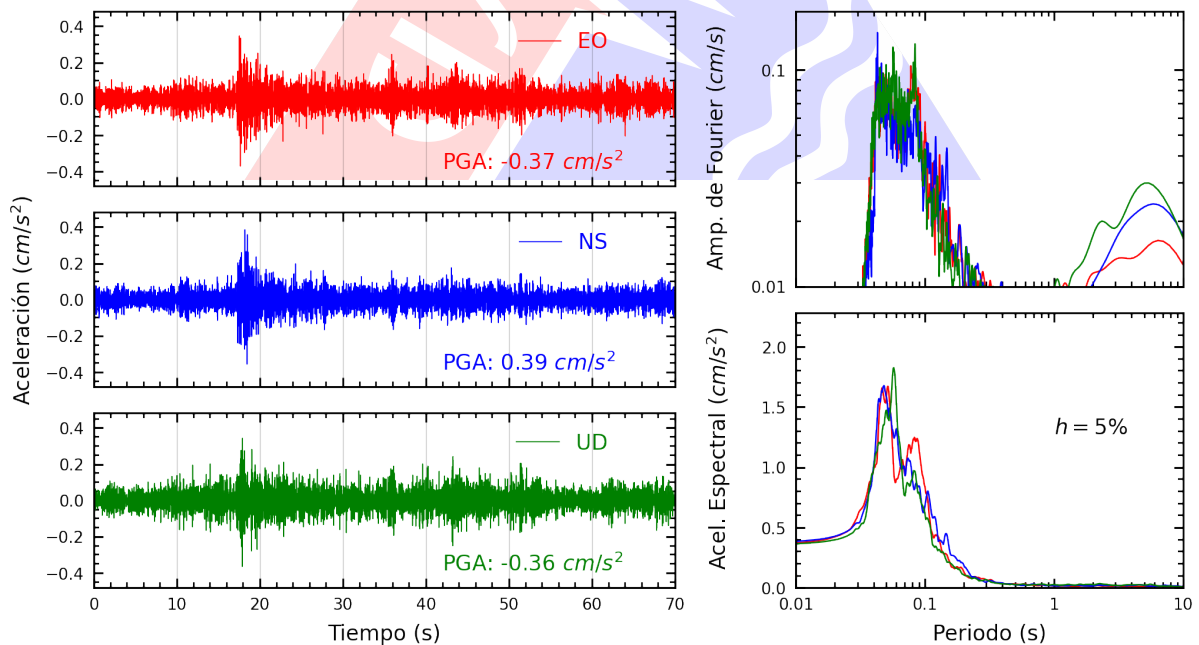 Aceleración (cm/s²)
0.4
0.2
0.0
−0.2
−0.4
EO
PGA: -0.37 cm/s²
0.4
0.2
0.0
−0.2
−0.4
NS
PGA: 0.39 cm/s²
0.4
0.2
0.0
−0.2
−0.4
UD
PGA: -0.36 cm/s²
0 10 20 30 40 50 60 70
Tiempo (s)
Amp. de Fourier (cm/s)
0.1
0.01
Acel. Espectral (cm/s²)
2.0
1.5
1.0
0.5
0.0
h = 5%
0.01 0.1 1 10
Periodo (s)